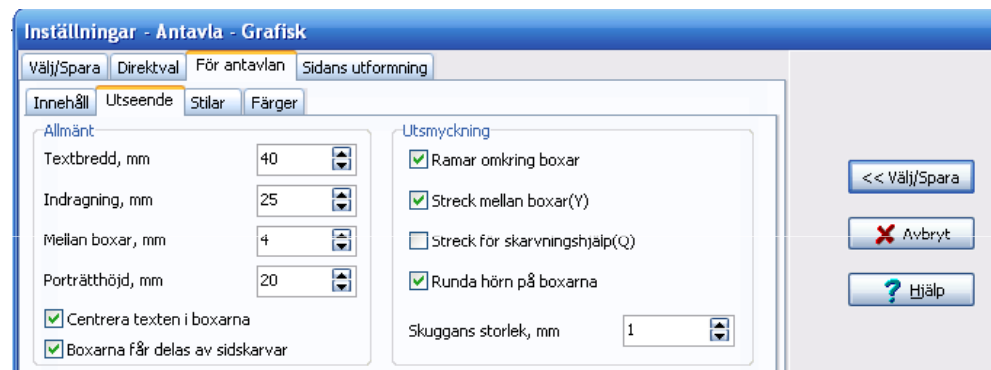 Inställningar - Antavla - Grafisk
Välj/Spara Direktval För antavlan Sidans utformning
Innehåll Utseende Stilar Färger
Allmänt
Textbredd, mm 40
Indragning, mm 25
Mellan boxar, mm 4
Porträtthöjd, mm 20
Centrera texten i boxarna
Boxarna får delas av sidskarvar
Utsmyckning
Ramar omkring boxar
Streck mellan boxar(Y)
Streck för skarvningshjälp(Q)
Runda hörn på boxarna
Skuggans storlek, mm 1
<< Välj/Spara
Avbryt
Hjälp